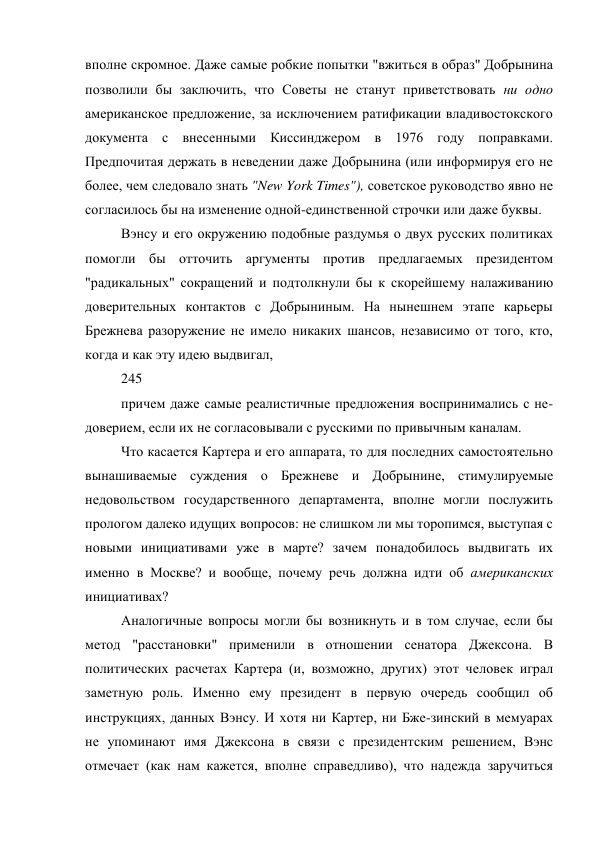 вполне скромное. Даже самые робкие попытки "вжиться в образ" Добрынина
позволили бы заключить, что Советы не станут приветствовать ни одно
американское предложение, за исключением ратификации владивостокского
документа с внесенными Киссинджером в 1976 году поправками.
Предпочитая держать в неведении даже Добрынина (или информируя его не
более, чем следовало знать "New York Times"), советское руководство явно не
согласилось бы на изменение одной-единственной строчки или даже буквы.
Вэнсу и его окружению подобные раздумья о двух русских политиках
помогли бы отточить аргументы против предлагаемых президентом
"радикальных" сокращений и подтолкнули бы к скорейшему налаживанию
доверительных контактов с Добрыниным. На нынешнем этапе карьеры
Брежнева разоружение не имело никаких шансов, независимо от того, кто,
когда и как эту идею выдвигал,
245
причем даже самые реалистичные предложения воспринимались с не-
доверием, если их не согласовывали с русскими по привычным каналам.
Что касается Картера и его аппарата, то для последних самостоятельно
вынашиваемые суждения о Брежневе и Добрынине, стимулируемые
недовольством государственного департамента, вполне могли послужить
прологом далеко идущих вопросов: не слишком ли мы торопимся, выступая с
новыми инициативами уже в марте? зачем понадобилось выдвигать их
именно в Москве? и вообще, почему речь должна идти об американских
инициативах?
Аналогичные вопросы могли бы возникнуть и в том случае, если бы
метод "расстановки" применили в отношении сенатора Джексона. В
политических расчетах Картера (и, возможно, других) этот человек играл
заметную роль. Именно ему президент в первую очередь сообщил об
инструкциях, данных Вэнсу. И хотя ни Картер, ни Бже-зинский в мемуарах
не упоминают имя Джексона в связи с президентским решением, Вэнс
отмечает (как нам кажется, вполне справедливо), что надежда заручиться